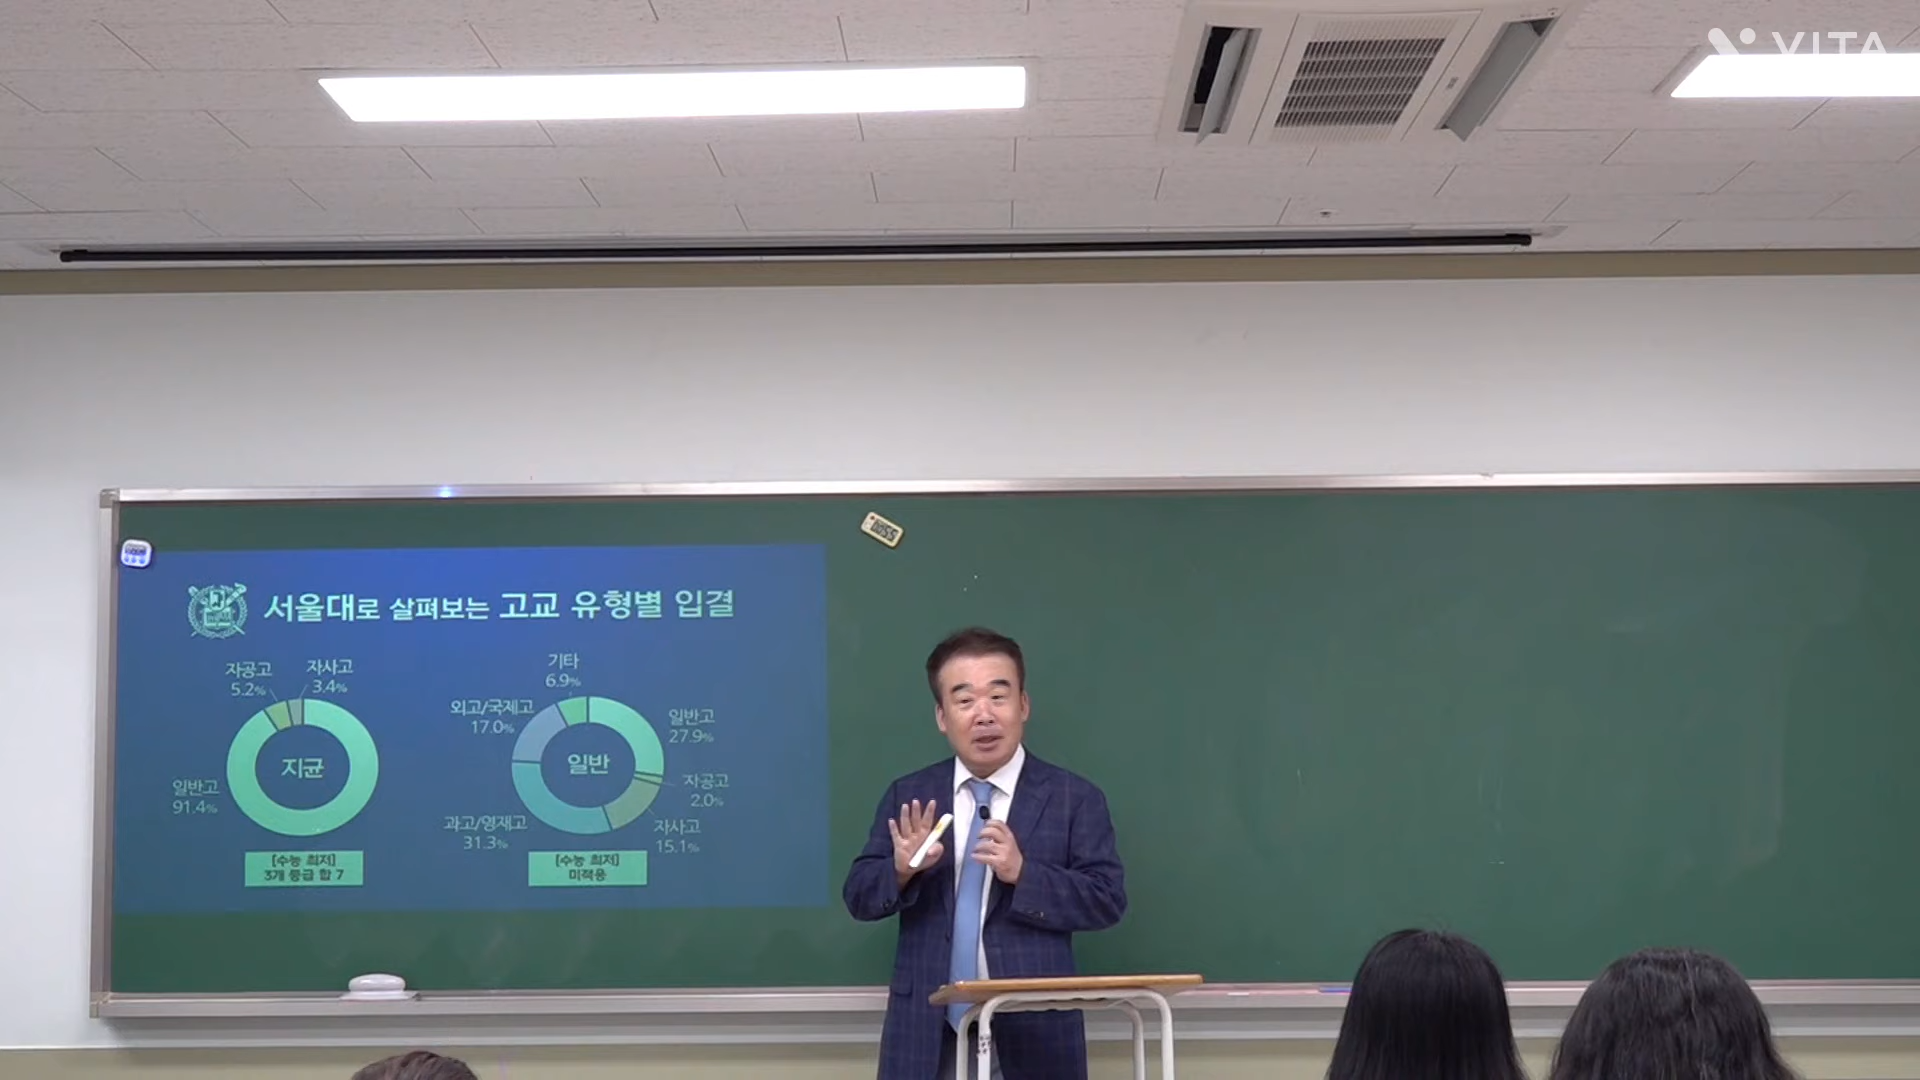 VITA
서울대로 살펴보는 고교 유형별 입결
자공고
5.2%
자사고
3.4%
일반고
91.4%
지균
[수능 최저]
3개 등급 합 7
기타
6.9%
외고/국제고
17.0%
일반고
27.9%
일반
자공고
2.0%
과고/영재고
31.3%
자사고
15.1%
[수능 최저]
미적용